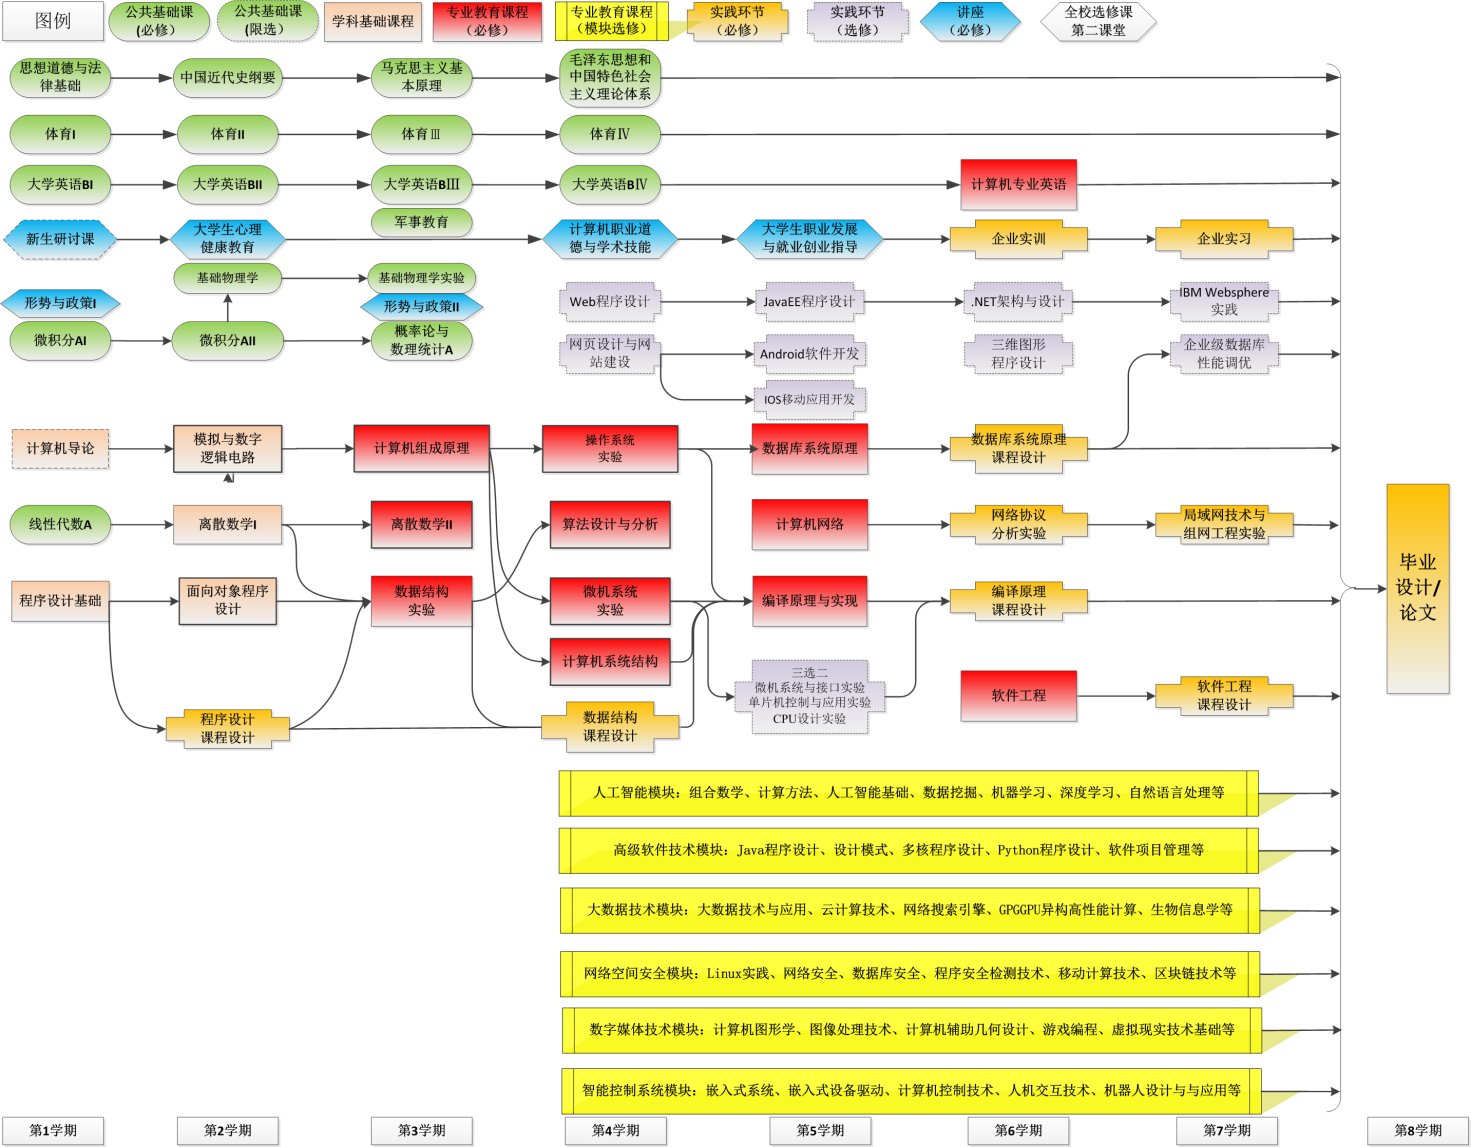 图例
公共基础课
(必修)
公共基础课
(限选)
学科基础课程
专业教育课程
(必修)
专业教育课程
(模块选修)
实践环节
(必修)
实践环节
(选修)
讲座
(必修)
全校选修课
第二课堂
思想道德与法
律基础
中国近代史纲要
马克思主义基
本原理
毛泽东思想和
中国特色社会
主义理论体系
体育I
体育II
体育Ⅲ
体育Ⅳ
大学英语BI
大学英语BII
大学英语BⅢ
大学英语BⅣ
计算机专业英语
军事教育
新生研讨课
大学生心理
健康教育
计算机职业道
德与学术技能
大学生职业发展
与就业创业指导
企业实训
企业实习
基础物理学
基础物理学实验
形势与政策I
形势与政策II
Web程序设计
JavaEE程序设计
.NET架构与设计
IBM Websphere
实践
微积分AI
微积分AII
概率论与
数理统计A
网页设计与网
站建设
Android软件开发
三维图形
程序设计
企业级数据库
性能调优
IOS移动应用开发
计算机导论
模拟与数字
逻辑电路
计算机组成原理
操作系统
实验
数据库系统原理
数据库系统原理
课程设计
线性代数A
离散数学I
离散数学II
算法设计与分析
计算机网络
网络协议
分析实验
局域网技术与
组网工程实验
毕业
设计/
论文
程序设计基础
面向对象程序
设计
数据结构
实验
微机系统
实验
编译原理与实现
编译原理
课程设计
计算机系统结构
三选二
微机系统与接口实验
单片机控制与应用实验
CPU设计实验
软件工程
软件工程
课程设计
程序设计
课程设计
数据结构
课程设计
人工智能模块：组合数学、计算方法、人工智能基础、数据挖掘、机器学习、深度学习、自然语言处理等
高级软件技术模块：Java程序设计、设计模式、多核程序设计、Python程序设计、软件项目管理等
大数据技术模块：大数据技术与应用、云计算技术、网络搜索引擎、GPGGPU异构高性能计算、生物信息学等
网络空间安全模块：Linux实践、网络安全、数据库安全、程序安全检测技术、移动计算技术、区块链技术等
数字媒体技术模块：计算机图形学、图像处理技术、计算机辅助几何设计、游戏编程、虚拟现实技术基础等
智能控制系统模块：嵌入式系统、嵌入式设备驱动、计算机控制技术、人机交互技术、机器人设计与与应用等
第1学期
第2学期
第3学期
第4学期
第5学期
第6学期
第7学期
第8学期